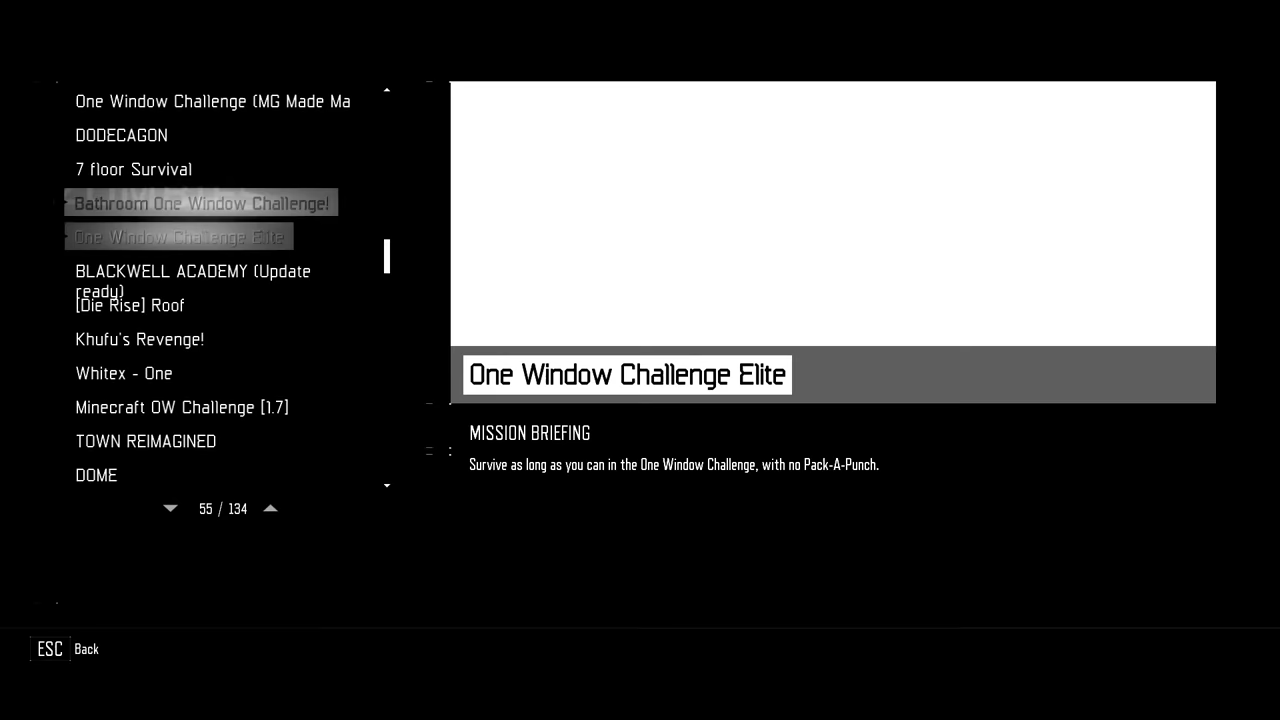 One Window Challenge (MG Made Ma
DODECAGON
7 floor Survival
Bathroom One Window Challenge!
One Window Challenge Elite
BLACKWELL ACADEMY (Update
ready)
[Die Rise] Roof
Khufu's Revenge!
Whitex - One
Minecraft OW Challenge [1.7]
TOWN REIMAGINED
DOME
55 / 134
One Window Challenge Elite
MISSION BRIEFING
Survive as long as you can in the One Window Challenge, with no Pack-A-Punch.
ESC Back